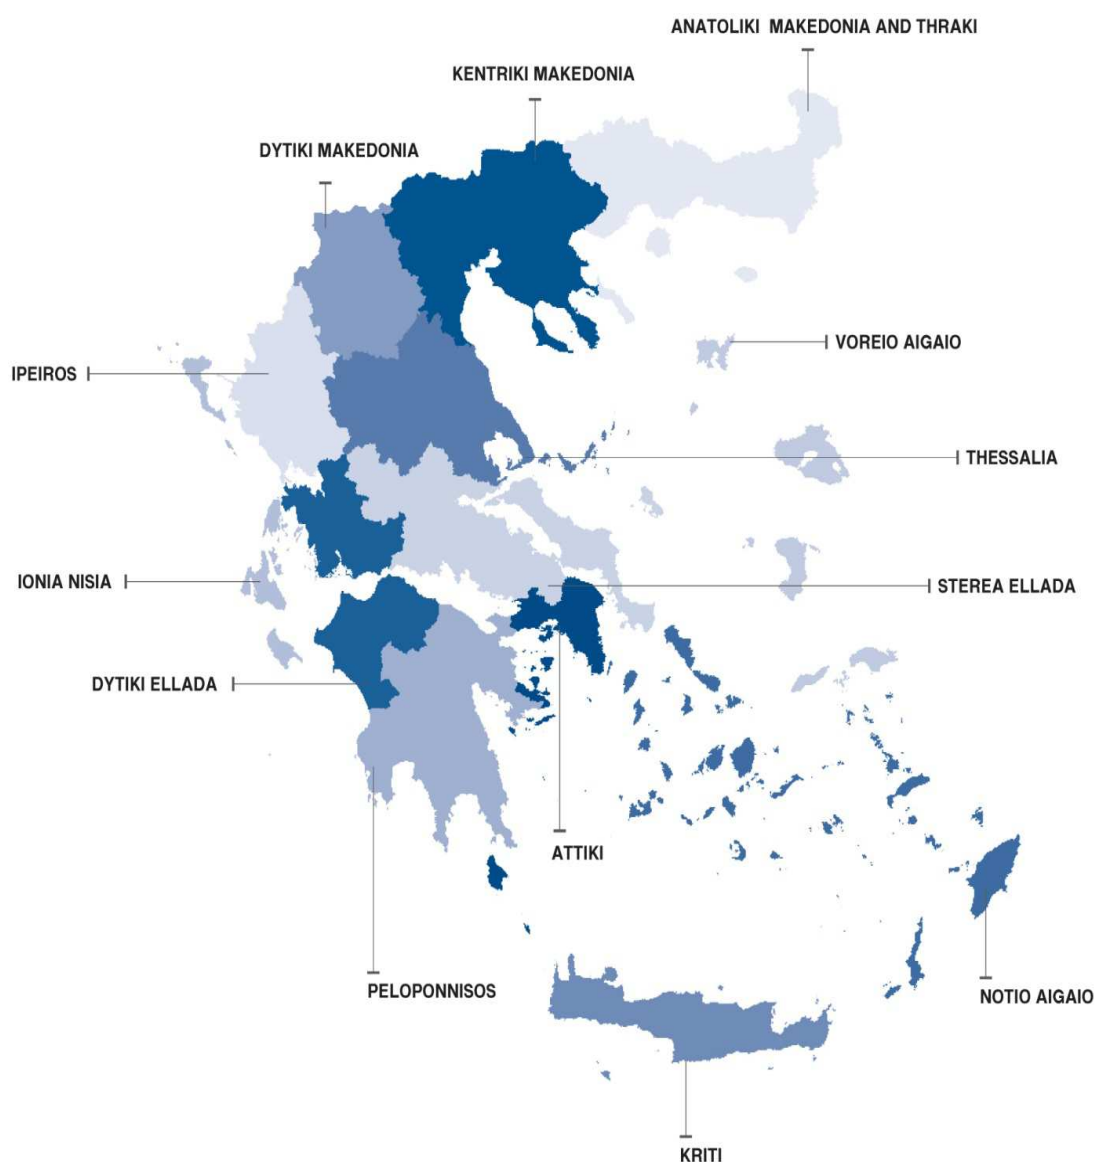 ANATOLIKI MAKEDONIA AND THRAKI
KENTRIKI MAKEDONIA
DYTIKI MAKEDONIA
VOREIO AIGAIO
IPEIROS
THESSALIA
IONIA NISIA
STEREA ELLADA
DYTIKI ELLADA
ATTIKI
PELOPONNISOS
NOTIO AIGAIO
KRITI